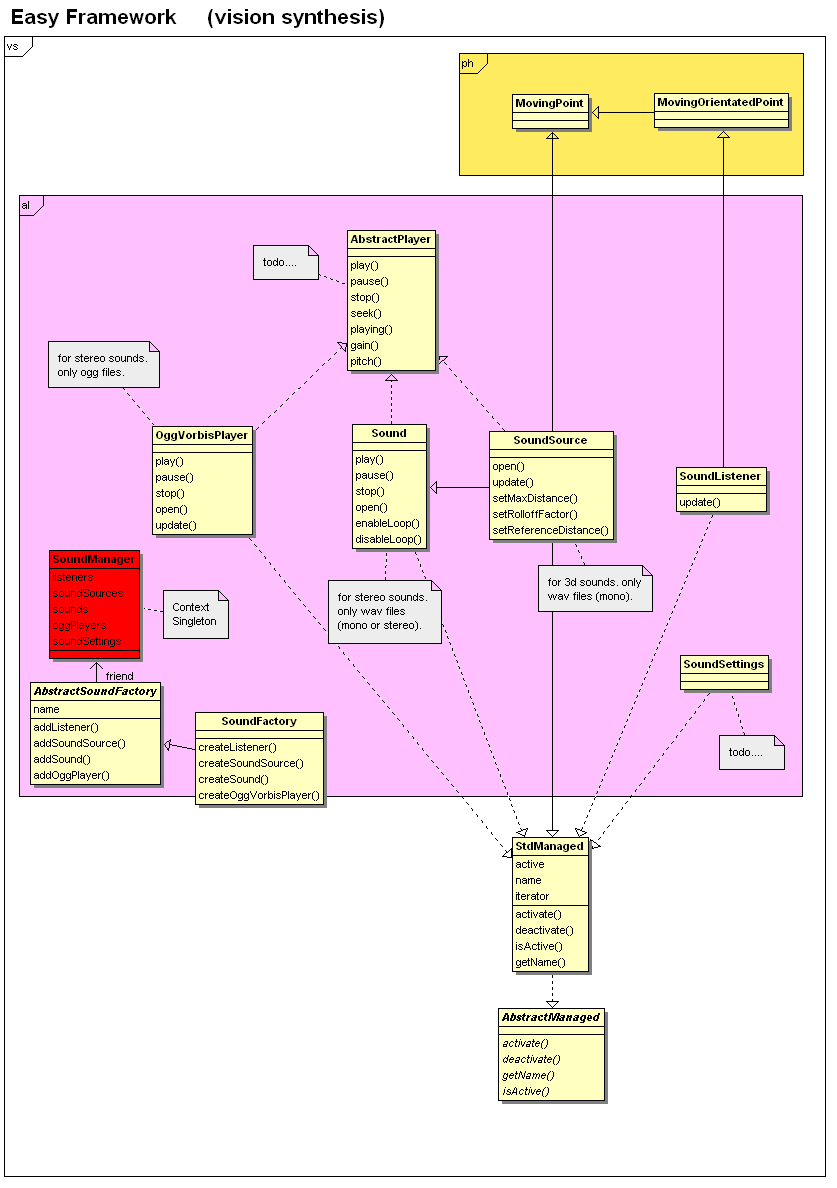 Easy Framework (vision synthesis)
vs
ph
MovingPoint
MovingOrientatedPoint
al
AbstractPlayer
play()
pause()
stop()
seek()
playing()
gain()
pitch()
todo....
for stereo sounds.
only ogg files.
OggVorbisPlayer
play()
pause()
stop()
open()
update()
Sound
play()
pause()
stop()
open()
enableLoop()
disableLoop()
SoundSource
open()
update()
setMaxDistance()
setRolloffFactor()
setReferenceDistance()
SoundListener
update()
SoundManager
listeners
soundSources
sounds
oggPlayers
soundSettings
Context
Singleton
for stereo sounds.
only wav files
(mono or stereo).
for 3d sounds. only
wav files (mono).
friend
AbstractSoundFactory
name
addListener()
addSoundSource()
addSound()
addOggPlayer()
SoundFactory
createListener()
createSoundSource()
createSound()
createOggVorbisPlayer()
SoundSettings
todo....
StdManaged
active
name
iterator
activate()
deactivate()
isActive()
getName()
AbstractManaged
activate()
deactivate()
getName()
isActive()